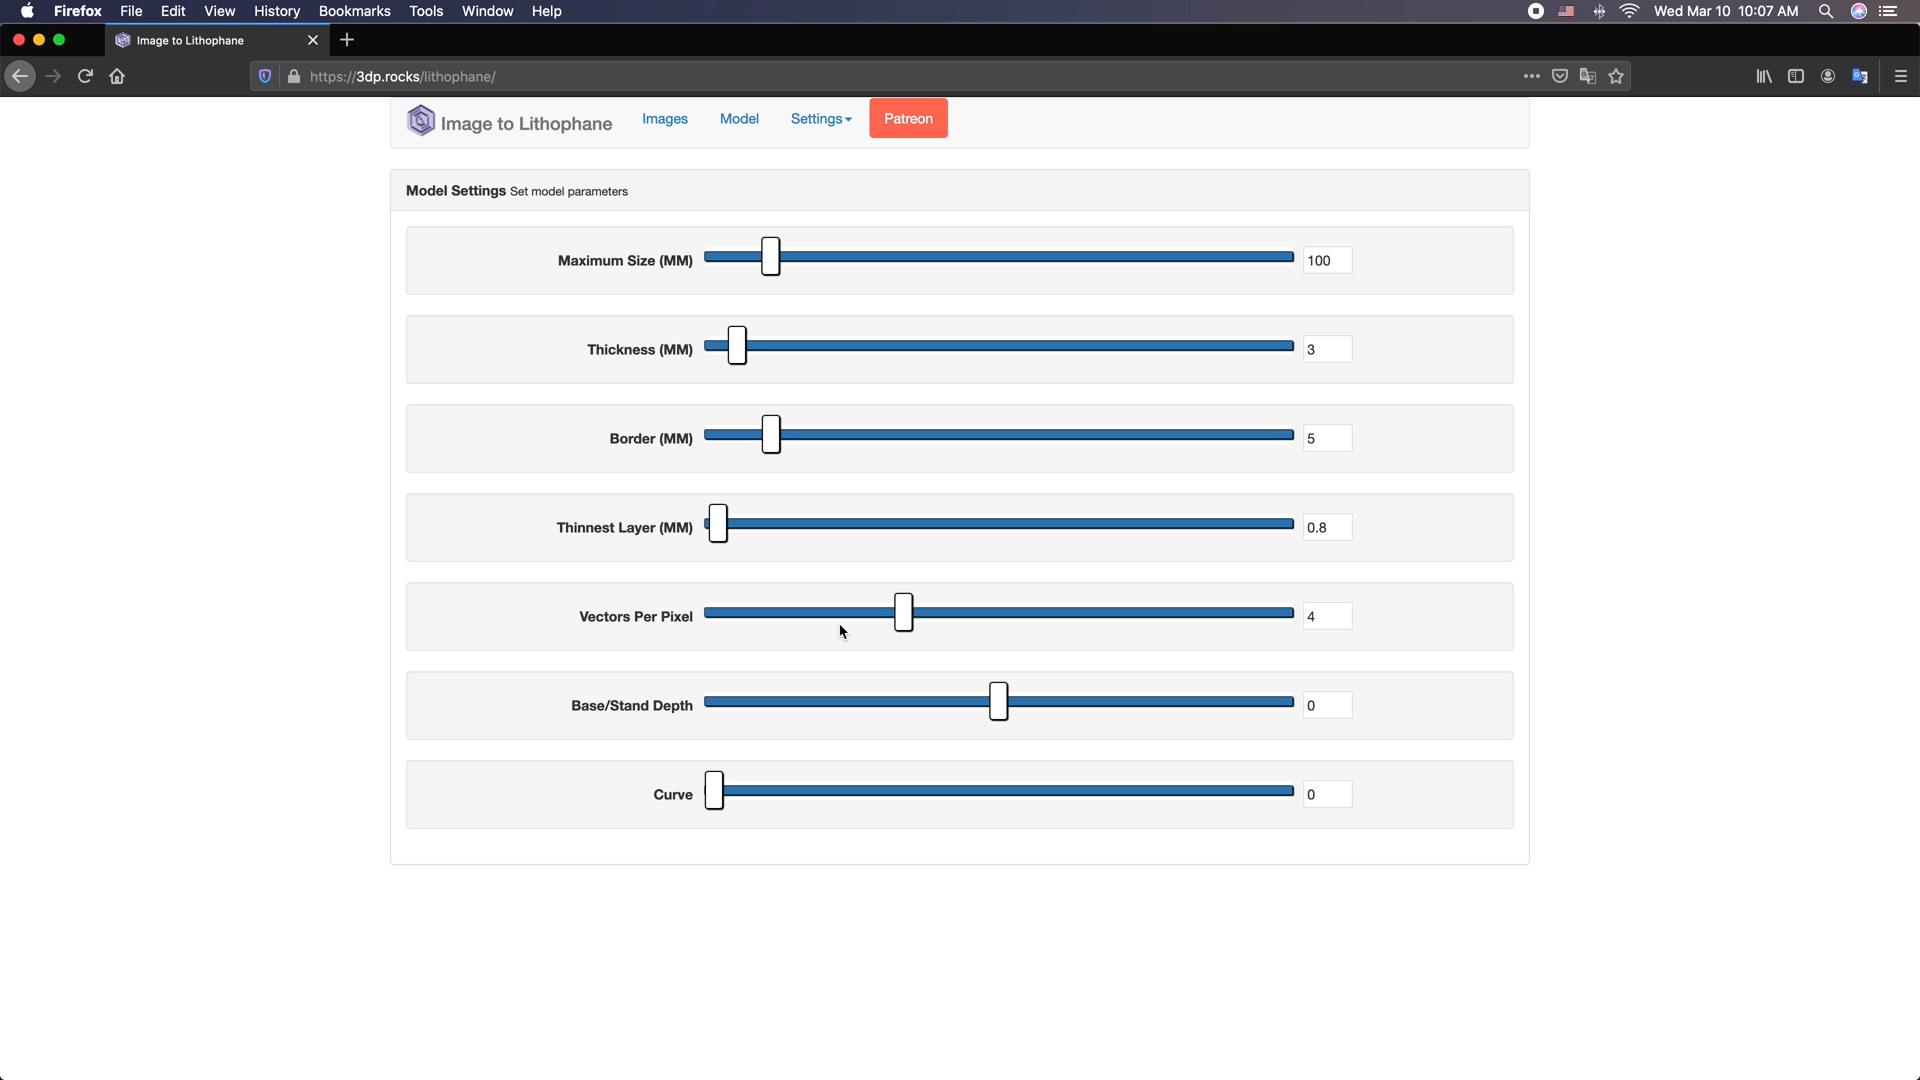 Firefox File Edit View History Bookmarks Tools Window Help Wed Mar 10 10:07 AM
Image to Lithophane
https://3dp.rocks/lithophane/
Image to Lithophane Images Model Settings Patreon
Model Settings Set model parameters
Maximum Size (MM) 100
Thickness (MM) 3
Border (MM) 5
Thinnest Layer (MM) 0.8
Vectors Per Pixel 4
Base/Stand Depth 0
Curve 0